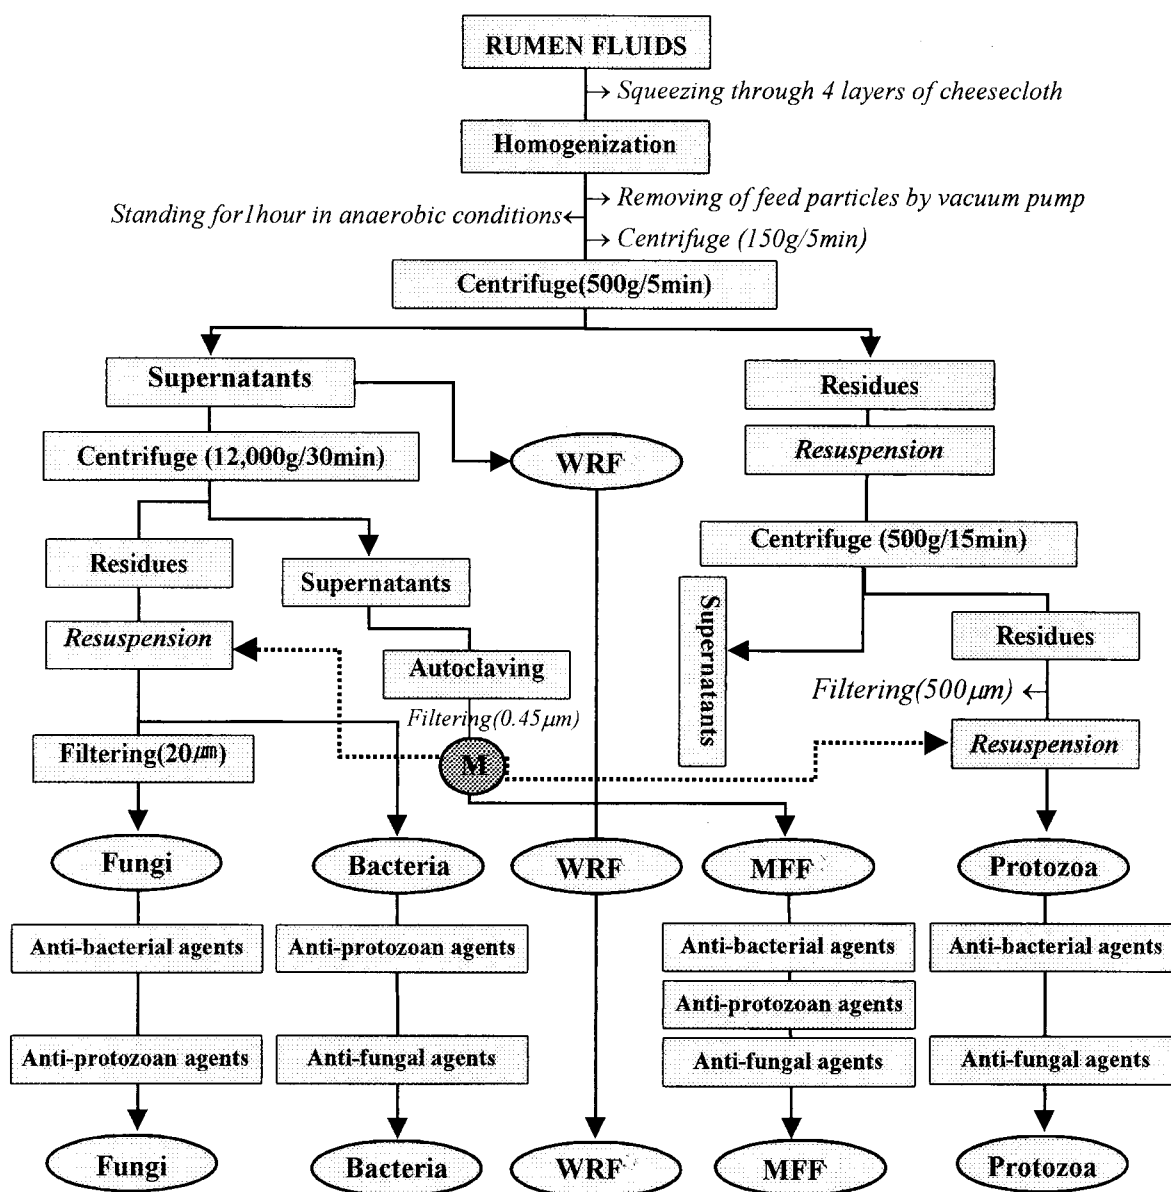 RUMEN FLUIDS
→ Squeezing through 4 layers of cheesecloth
Homogenization
→ Removing of feed particles by vacuum pump
Standing for1hour in anaerobic conditions←
→ Centrifuge (150g/5min)
Centrifuge(500g/5min)
Supernatants
Residues
Centrifuge (12,000g/30min)
WRF
Resuspension
Residues
Supernatants
Centrifuge (500g/15min)
Supernatants
Residues
Resuspension
Autoclaving
Filtering(500㎛) ←
Filtering(0.45㎛)
Filtering(20㎛)
M
Resuspension
Fungi
Bacteria
WRF
MFF
Protozoa
Anti-bacterial agents
Anti-protozoan agents
Anti-bacterial agents
Anti-bacterial agents
Anti-protozoan agents
Anti-protozoan agents
Anti-fungal agents
Anti-fungal agents
Anti-fungal agents
Fungi
Bacteria
WRF
MFF
Protozoa